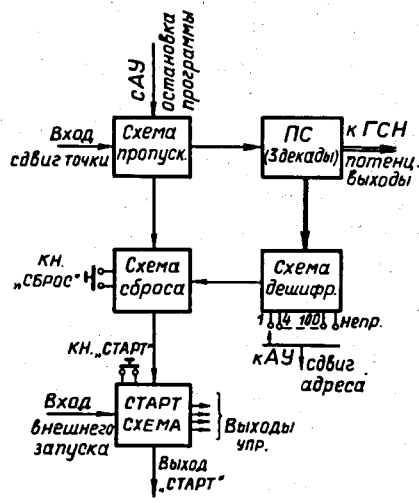 сАУ
остановка
программы
Вход
сдвиг точки
Схема
пропуск.
ПС
(3декады)
к ГСН
потенц.
выходы
КН.
„СБРОС"
Схема
сброса
Схема
дешифр.
1 4 100 непр.
кАУ
сдвиг
адреса
КН. „СТАРТ"
Вход
внешнего
запуска
СТАРТ
СХЕМА
Выходы
упр.
Выход
„СТАРТ"